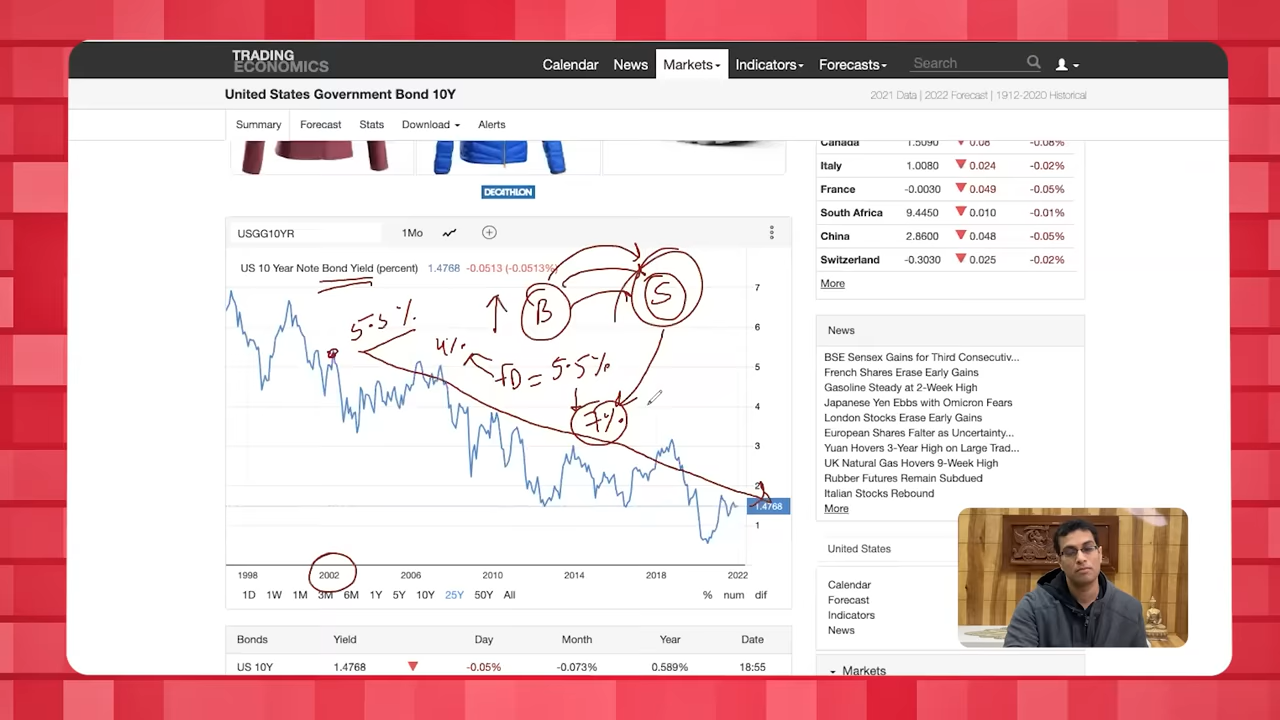 TRADING
ECONOMICS
Calendar News Markets Indicators Forecasts Search
United States Government Bond 10Y
2021 Data | 2022 Forecast | 1912-2020 Historical
Summary Forecast Stats Download Alerts
DECATHLON
USGG10YR 1Mo
US 10 Year Note Bond Yield (percent) 1.4768 -0.0513 (-0.0513%)
5.5%
B
S
4%
FD = 5.5%
7%
7
6
5
4
3
2
1.4768
1
1998 2002 2006 2010 2014 2018 2022
1D 1W 1M 3M 6M 1Y 5Y 10Y 25Y 50Y All % num dif
Bonds Yield Day Month Year Date
US 10Y 1.4768 -0.05% -0.073% 0.589% 18:55
Canada 1.5090 0.08 -0.08%
Italy 1.0080 0.024 -0.02%
France -0.0030 0.049 -0.05%
South Africa 9.4450 0.010 -0.01%
China 2.8600 0.048 -0.05%
Switzerland -0.3030 0.025 -0.02%
More
News
BSE Sensex Gains for Third Consecutiv...
French Shares Erase Early Gains
Gasoline Steady at 2-Week High
Japanese Yen Ebbs with Omicron Fears
London Stocks Erase Early Gains
European Shares Falter as Uncertainty...
Yuan Hovers 3-Year High on Large Trad...
UK Natural Gas Hovers 9-Week High
Rubber Futures Remain Subdued
Italian Stocks Rebound
More
United States
Calendar
Forecast
Indicators
News
Markets